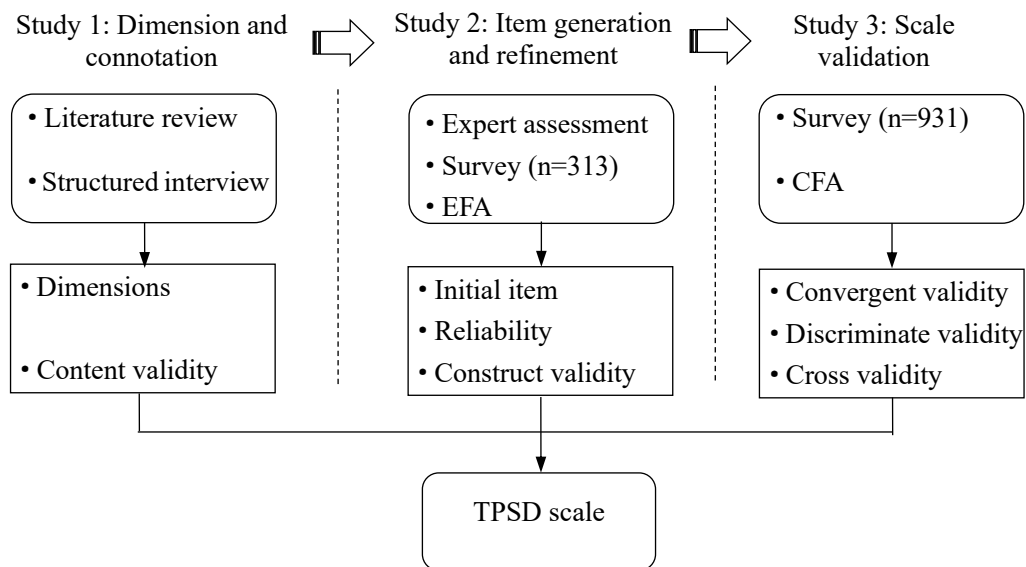 Study 1: Dimension and
connotation
• Literature review
• Structured interview
• Dimensions
• Content validity
Study 2: Item generation
and refinement
• Expert assessment
• Survey (n=313)
• EFA
• Initial item
• Reliability
• Construct validity
Study 3: Scale
validation
• Survey (n=931)
• CFA
• Convergent validity
• Discriminate validity
• Cross validity
TPSD scale